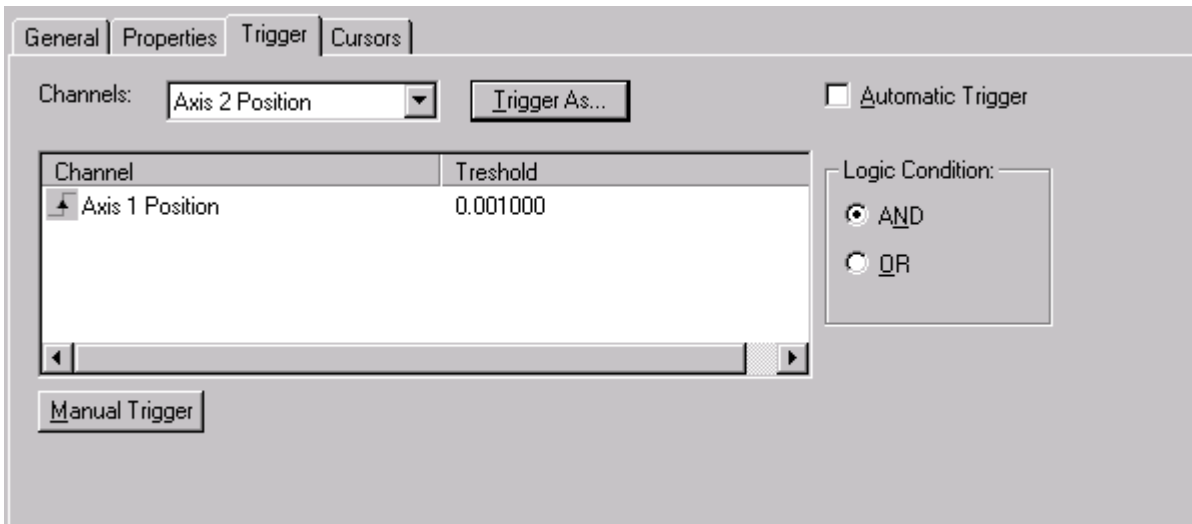 General Properties Trigger Cursors
Channels: Axis 2 Position Trigger As... Automatic Trigger
Channel Treshold Logic Condition:
Axis 1 Position 0.001000 AND
OR
Manual Trigger